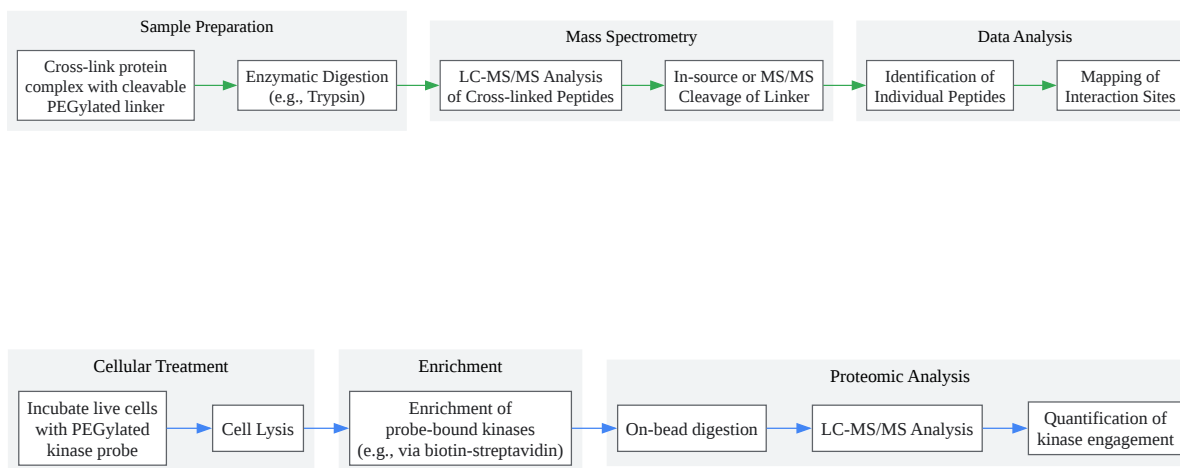 Sample Preparation
Cross-link protein
complex with cleavable
PEGylated linker
Enzymatic Digestion
(e.g., Trypsin)
Mass Spectrometry
LC-MS/MS Analysis
of Cross-linked Peptides
In-source or MS/MS
Cleavage of Linker
Data Analysis
Identification of
Individual Peptides
Mapping of
Interaction Sites
Cellular Treatment
Incubate live cells
with PEGylated
kinase probe
Cell Lysis
Enrichment
Enrichment of
probe-bound kinases
(e.g., via biotin-streptavidin)
Proteomic Analysis
On-bead digestion
LC-MS/MS Analysis
Quantification of
kinase engagement